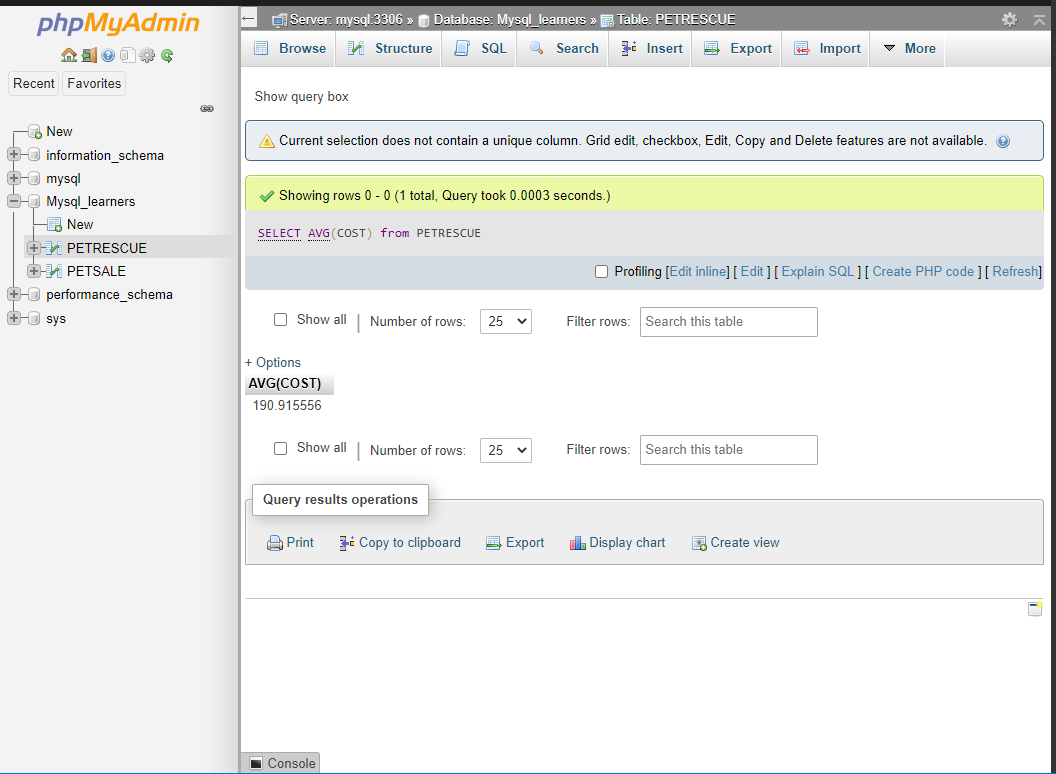 phpMyAdmin
Recent Favorites
New
information_schema
mysql
Mysql_learners
New
PETRESCUE
PETSALE
performance_schema
sys
Server: mysql:3306 » Database: Mysql_learners » Table: PETRESCUE
Browse Structure SQL Search Insert Export Import More
Show query box
Current selection does not contain a unique column. Grid edit, checkbox, Edit, Copy and Delete features are not available.
Showing rows 0 - 0 (1 total, Query took 0.0003 seconds.)
SELECT AVG(COST) from PETRESCUE
Profiling [Edit inline] [ Edit ] [ Explain SQL ] [ Create PHP code ] [ Refresh]
Show all | Number of rows: 25 Filter rows: Search this table
+ Options
AVG(COST)
190.915556
Show all | Number of rows: 25 Filter rows: Search this table
Query results operations
Print Copy to clipboard Export Display chart Create view
Console